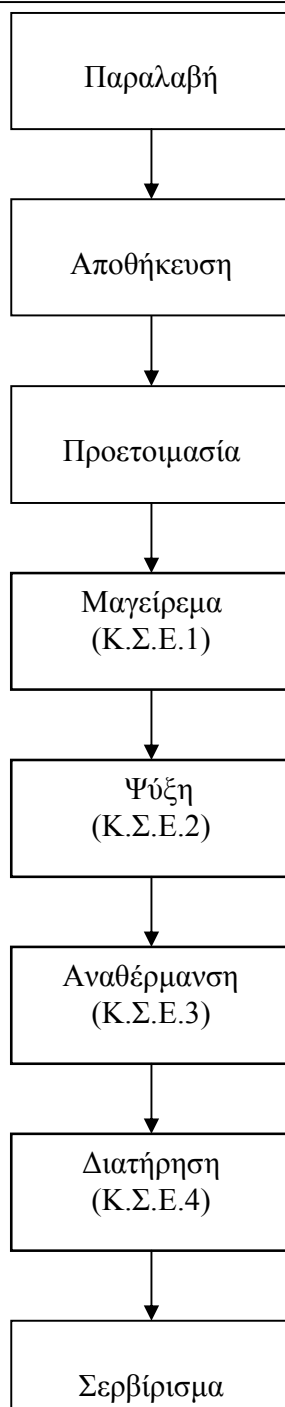 Παραλαβή
Αποθήκευση
Προετοιμασία
Μαγείρεμα
(Κ.Σ.Ε.1)
Ψύξη
(Κ.Σ.Ε.2)
Αναθέρμανση
(Κ.Σ.Ε.3)
Διατήρηση
(Κ.Σ.Ε.4)
Σερβίρισμα